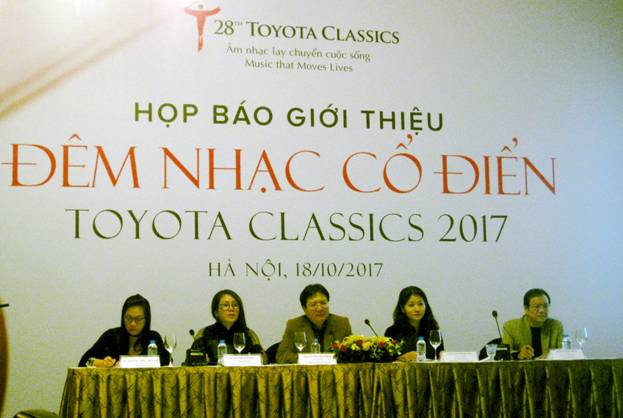 28TH TOYOTA CLASSICS
Âm nhạc lay chuyển cuộc sống
Music that Moves Lives
HỌP BÁO GIỚI THIỆU
ĐÊM NHẠC CỔ ĐIỂN
TOYOTA CLASSICS 2017
HÀ NỘI, 18/10/2017